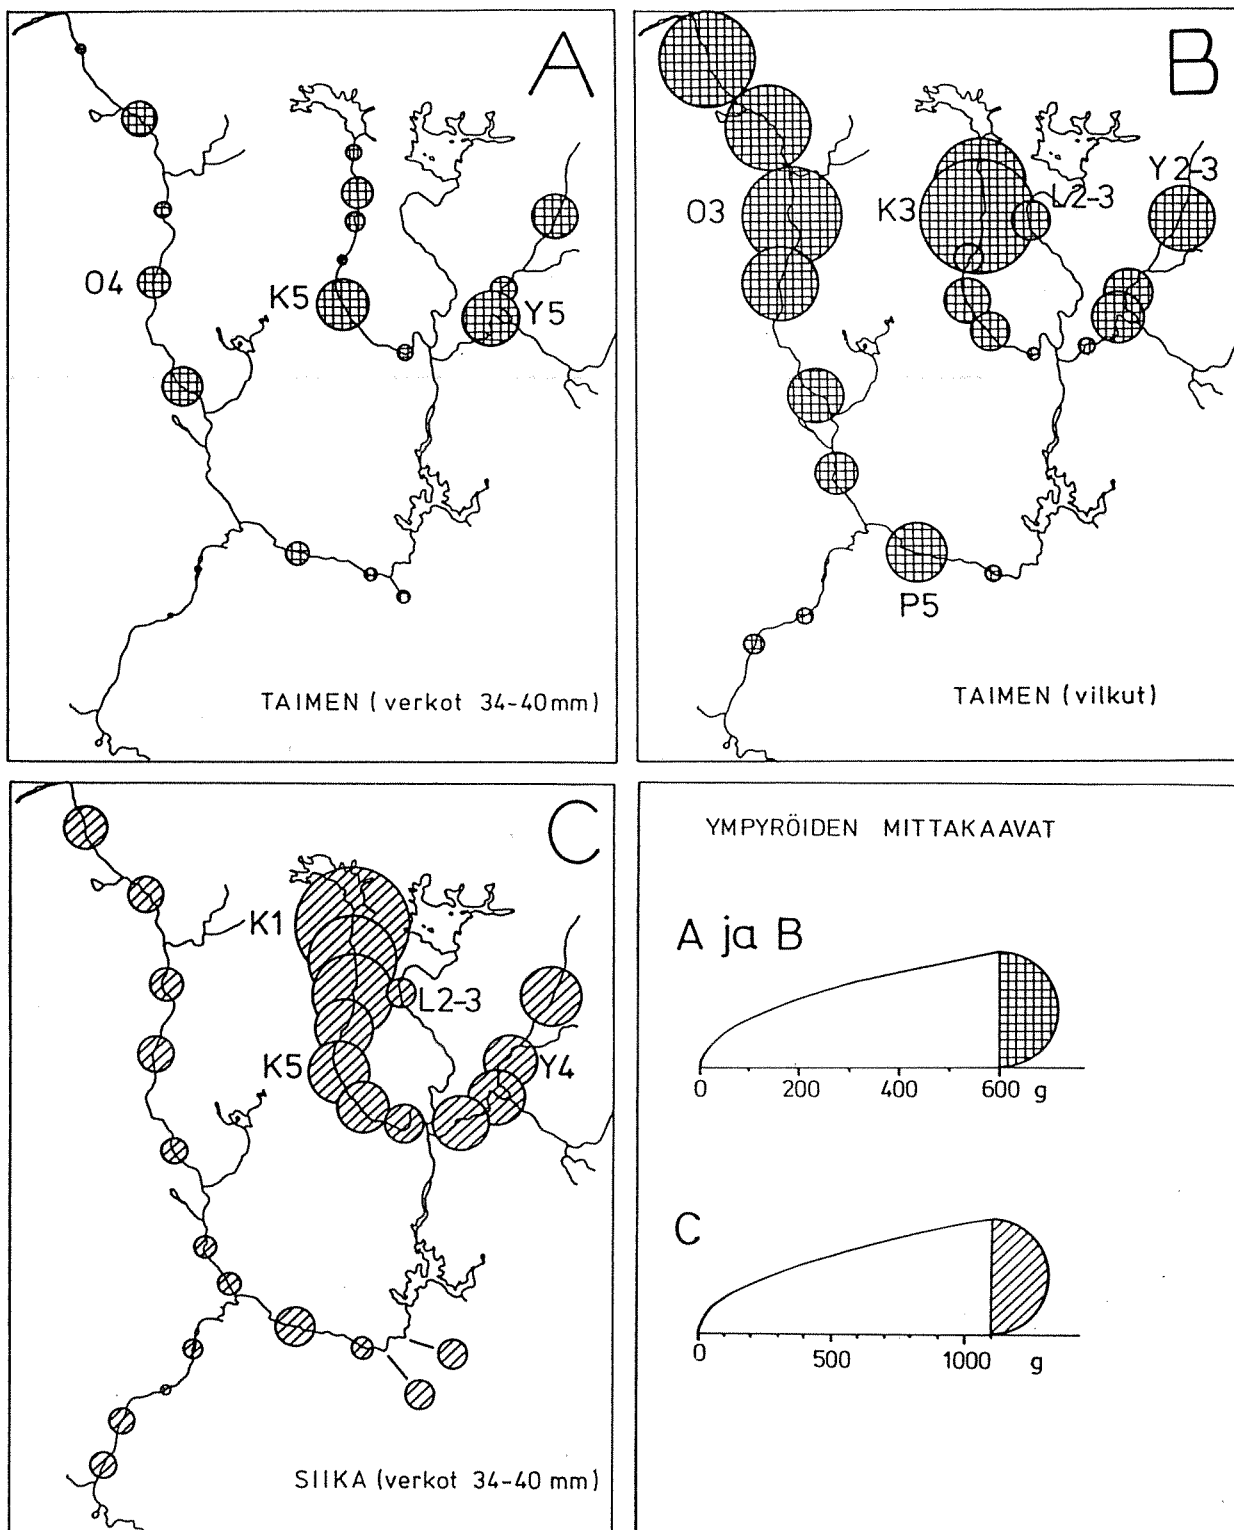 A
O4
K5
Y5
TAIMEN (verkot 34-40mm)
B
O3
K3
L2-3
Y2-3
P5
TAIMEN (vilkut)
C
K1
L2-3
K5
Y4
SIIKA (verkot 34-40 mm)
YMPYRÖIDEN MITTAKAAVAT
A ja B
0 200 400 600 g
C
0 500 1000 g